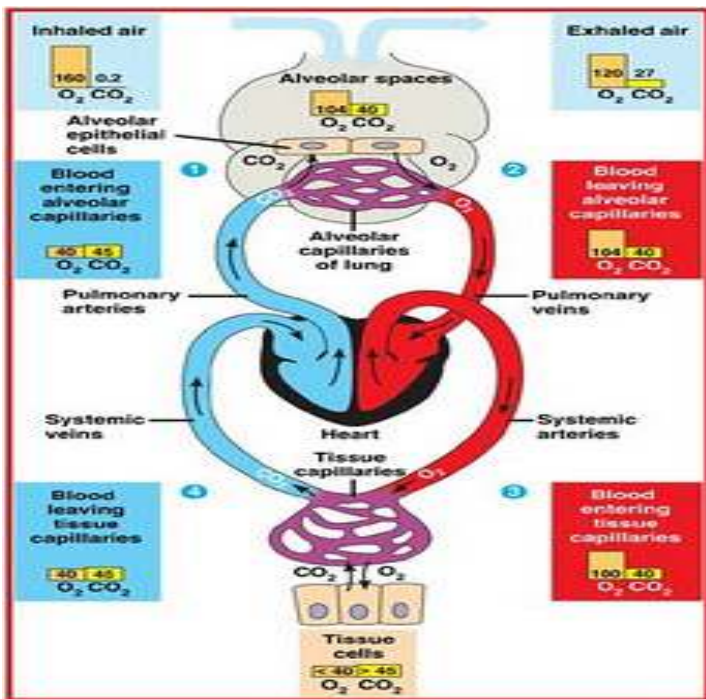 Inhaled air
160 0.2
O₂ CO₂
Exhaled air
120 27
O₂ CO₂
Alveolar spaces
104 40
O₂ CO₂
Alveolar
epithelial
cells
CO₂
O₂
1
Blood
entering
alveolar
capillaries
40 45
O₂ CO₂
2
Blood
leaving
alveolar
capillaries
104 40
O₂ CO₂
CO₂
O₂
Alveolar
capillaries
of lung
Pulmonary
arteries
Pulmonary
veins
Systemic
veins
Systemic
arteries
Heart
Tissue
capillaries
CO₂
O₂
4
Blood
leaving
tissue
capillaries
40 45
O₂ CO₂
3
Blood
entering
tissue
capillaries
100 40
O₂ CO₂
CO₂ O₂
Tissue
cells
< 40 > 45
O₂ CO₂